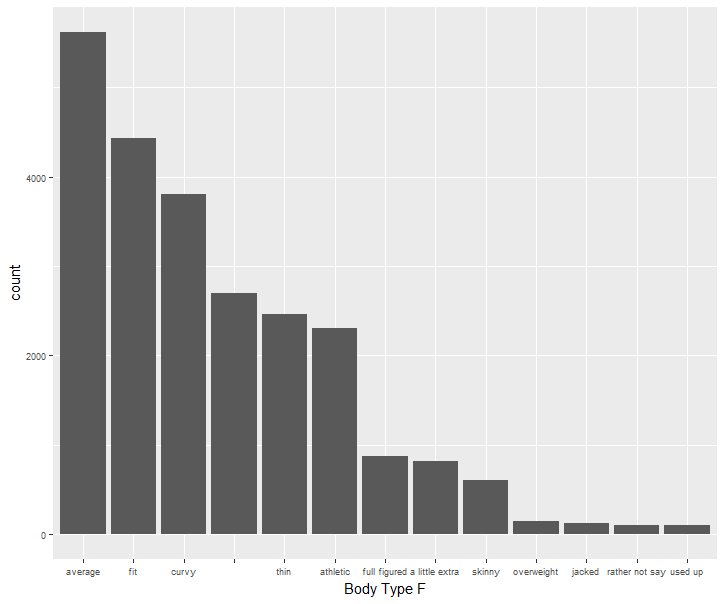 count
4000
2000
0
average fit curvy thin athletic full figured a little extra skinny overweight jacked rather not say used up
Body Type F